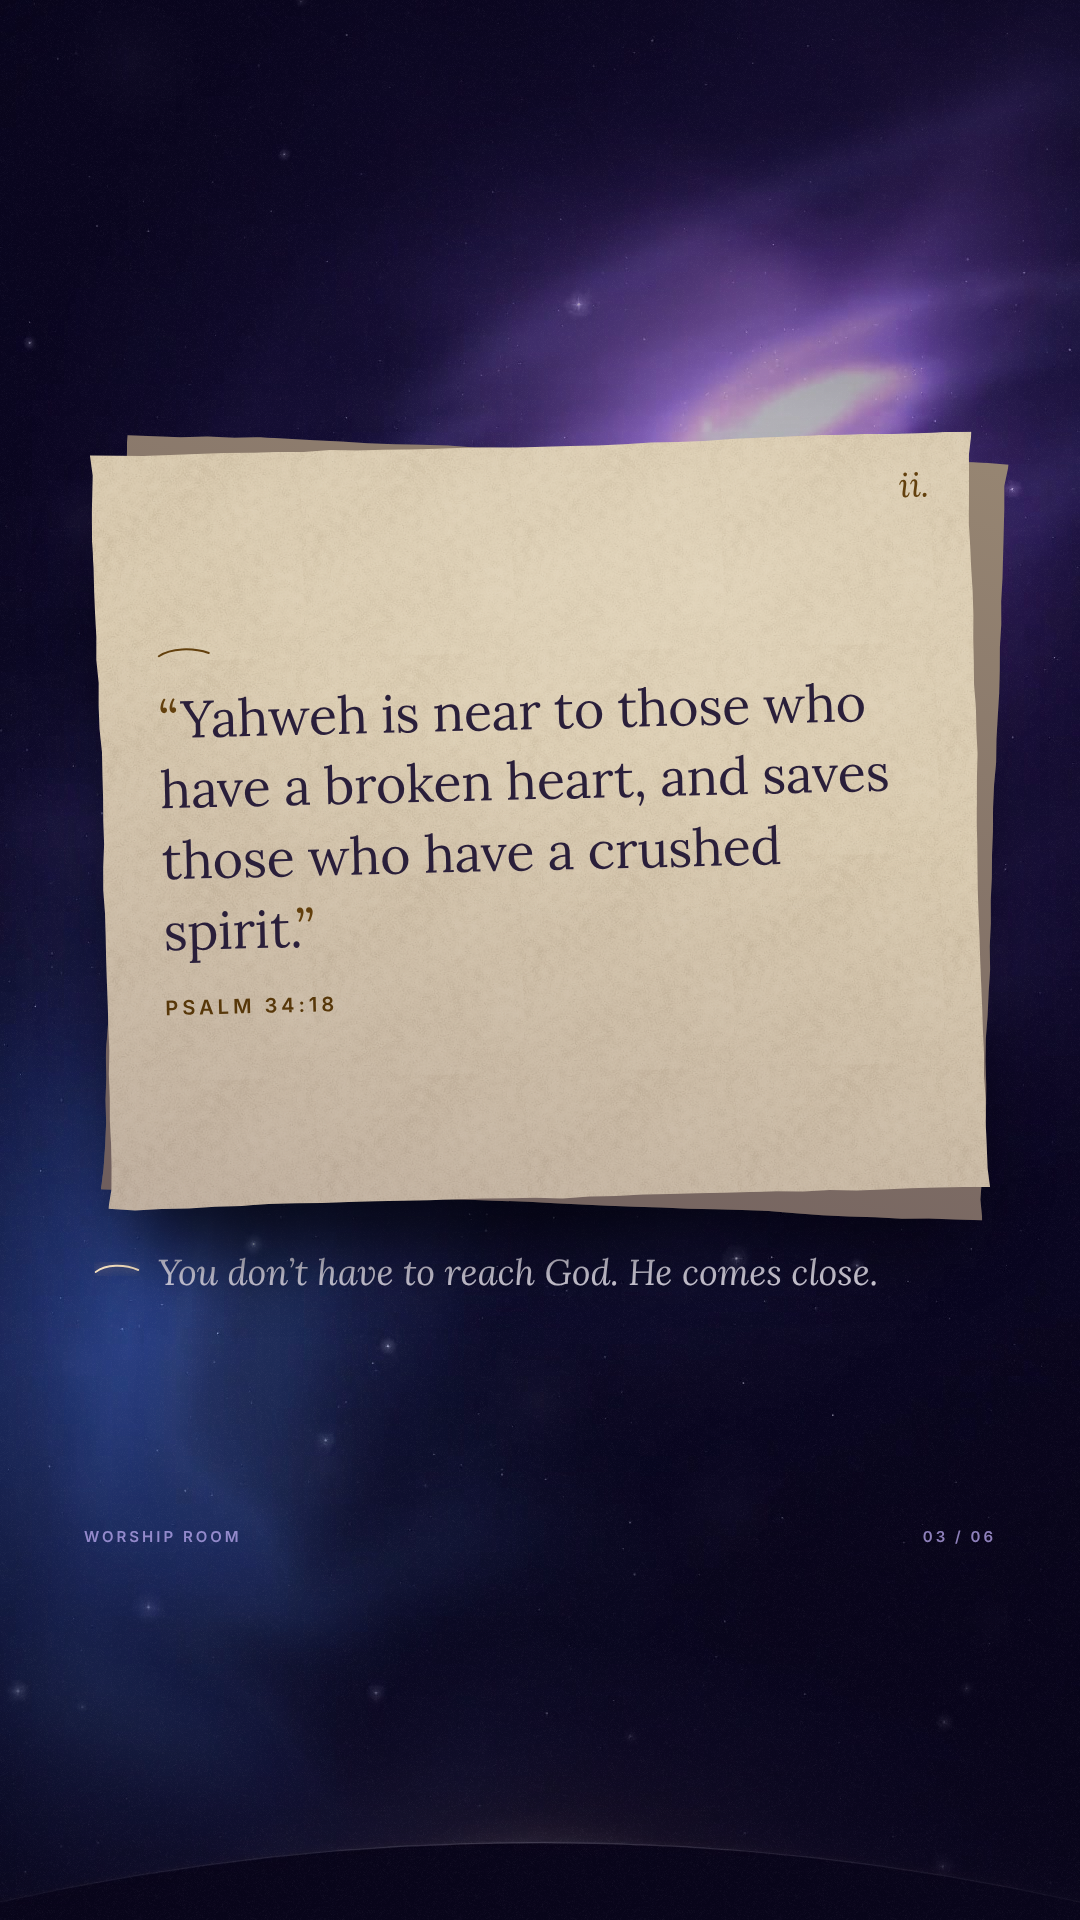 ii.
“Yahweh is near to those who
have a broken heart, and saves
those who have a crushed
spirit.”
PSALM 34:18
You don’t have to reach God. He comes close.
WORSHIP ROOM
03 / 06